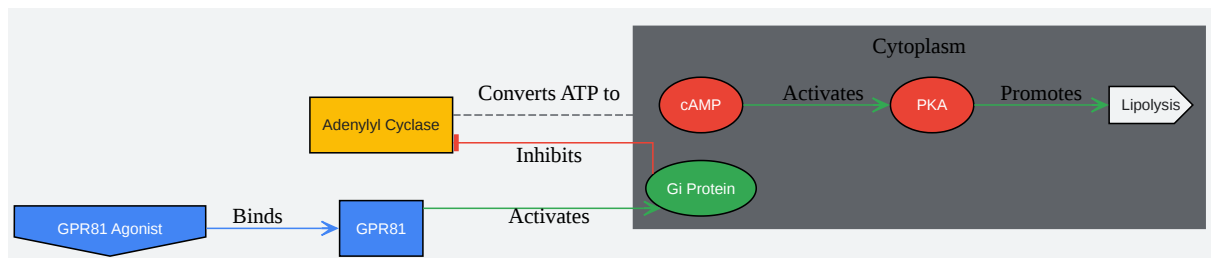 Cytoplasm
Converts ATP to
cAMP
Activates
PKA
Promotes
Lipolysis
Adenylyl Cyclase
Inhibits
Gi Protein
GPR81 Agonist
Binds
GPR81
Activates